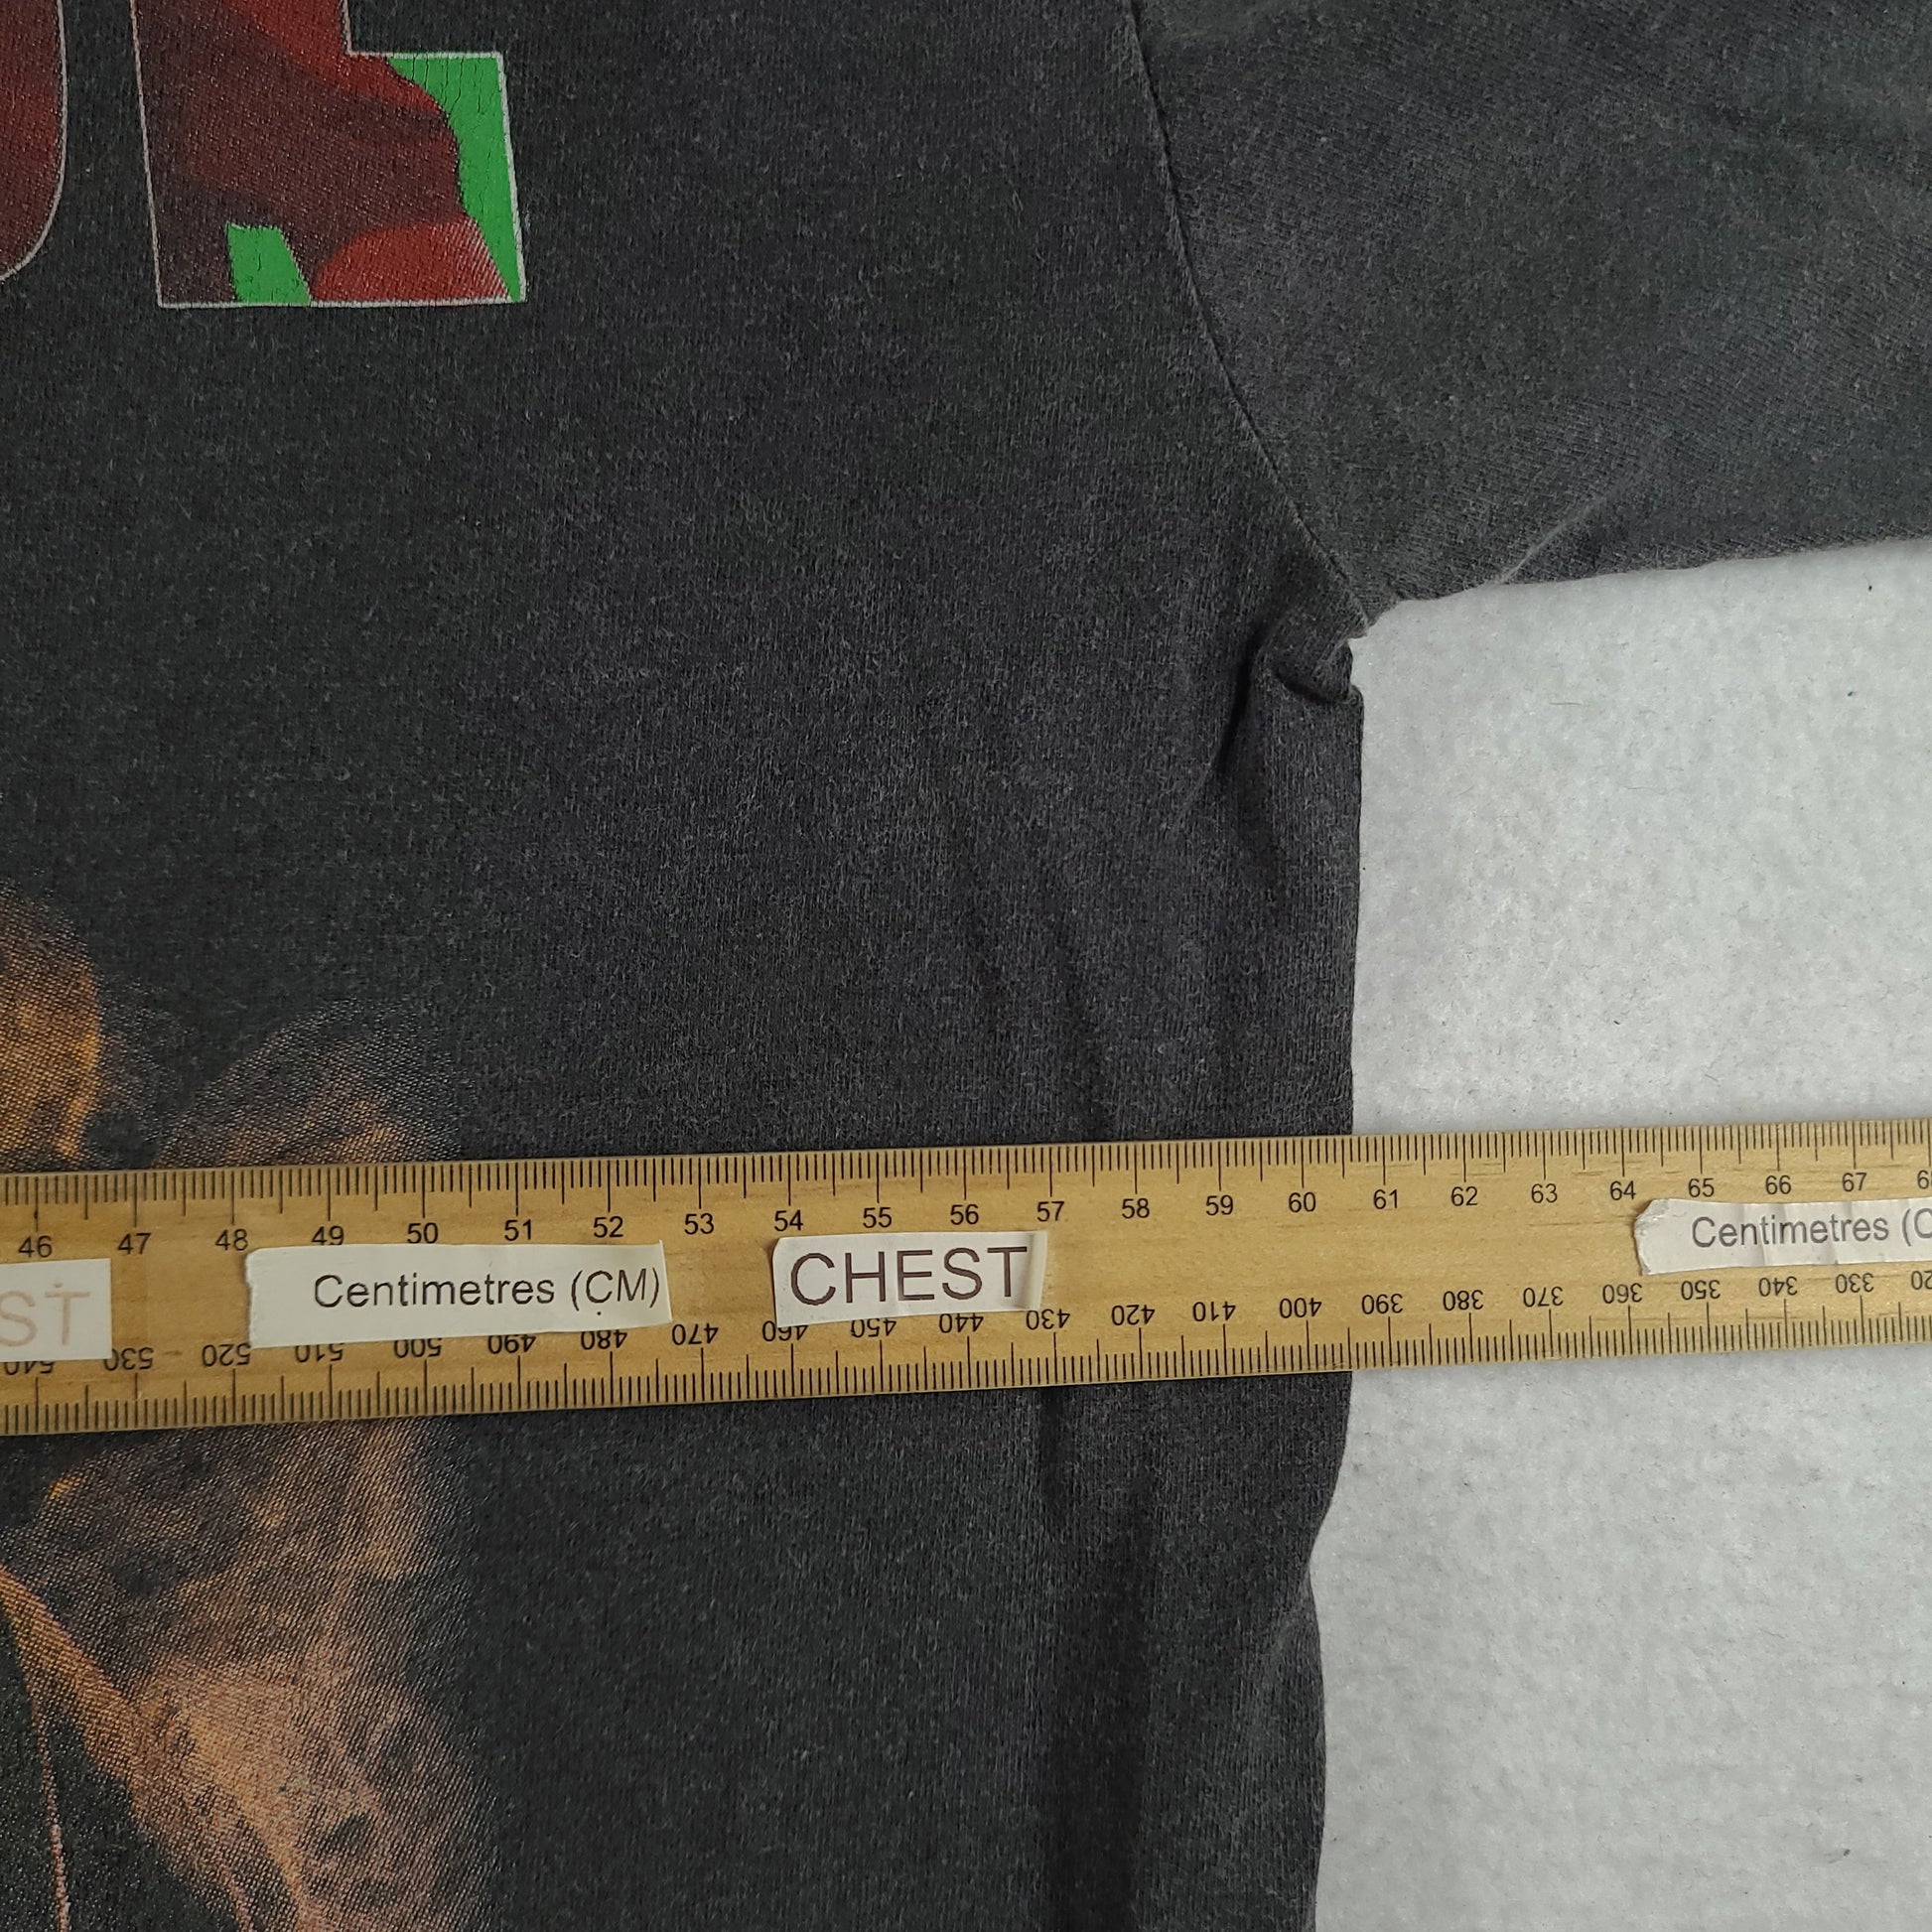 46 47 48 49 50 51 52 53 54 55 56 57 58 59 60 61 62 63 64 65 66 67
ST
Centimetres (CM)
CHEST
Centimetres (C
540 530 520 510 500 490 480 470 460 450 440 430 420 410 400 390 380 370 360 350 340 330